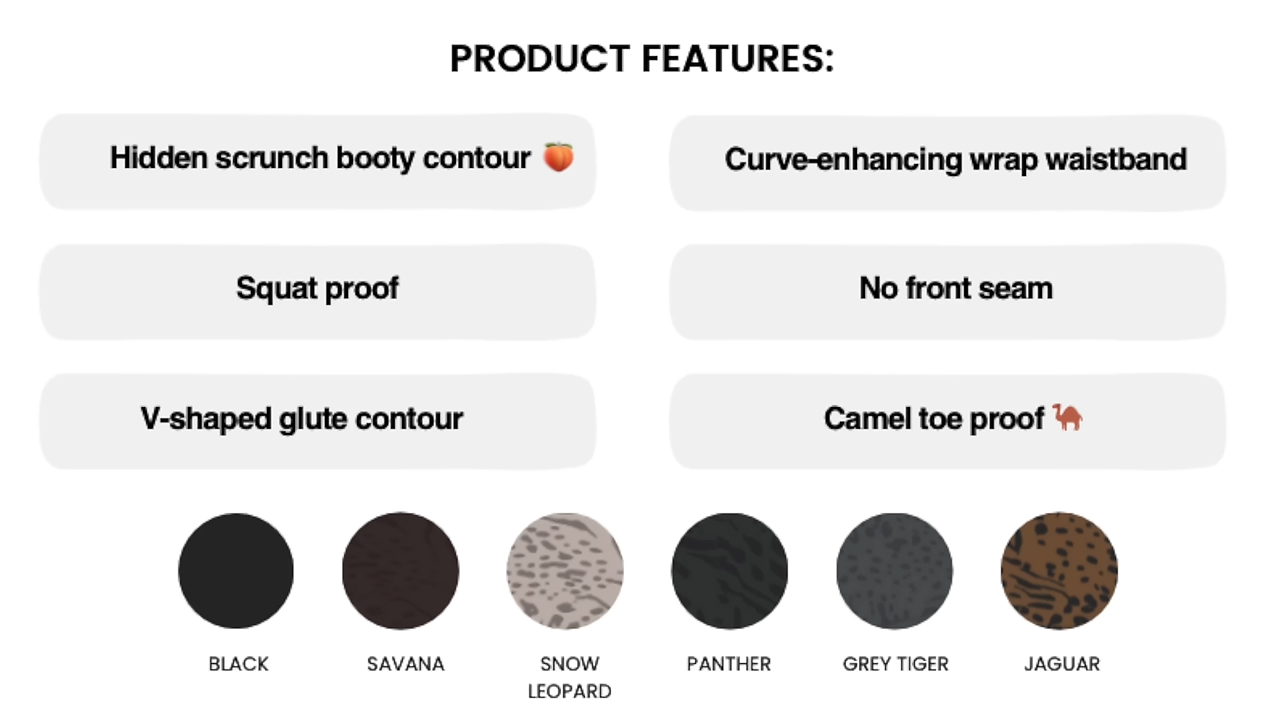 PRODUCT FEATURES:
Hidden scrunch booty contour 🍑
Curve-enhancing wrap waistband
Squat proof
No front seam
V-shaped glute contour
Camel toe proof 🐪
BLACK
SAVANA
SNOW
LEOPARD
PANTHER
GREY TIGER
JAGUAR